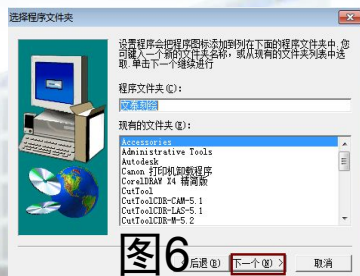 选择程序文件夹
设置程序会把程序图标添加到列在下面的程序文件夹中.您
可键入一个新的文件夹名称，或从现有的文件夹列表中选
取.单击下一个继续进行
程序文件夹(P):
文泰刻绘
现有的文件夹(E):
Accessories
Administrative Tools
Autodesk
Canon 打印机卸载程序
CorelDRAW X4 精简版
CutTool
CutToolCDR-CAM-5.1
CutToolCDR-LAS-5.1
CutToolCDR-M-5.2
图6
后退(B)
下一个(N) >
取消